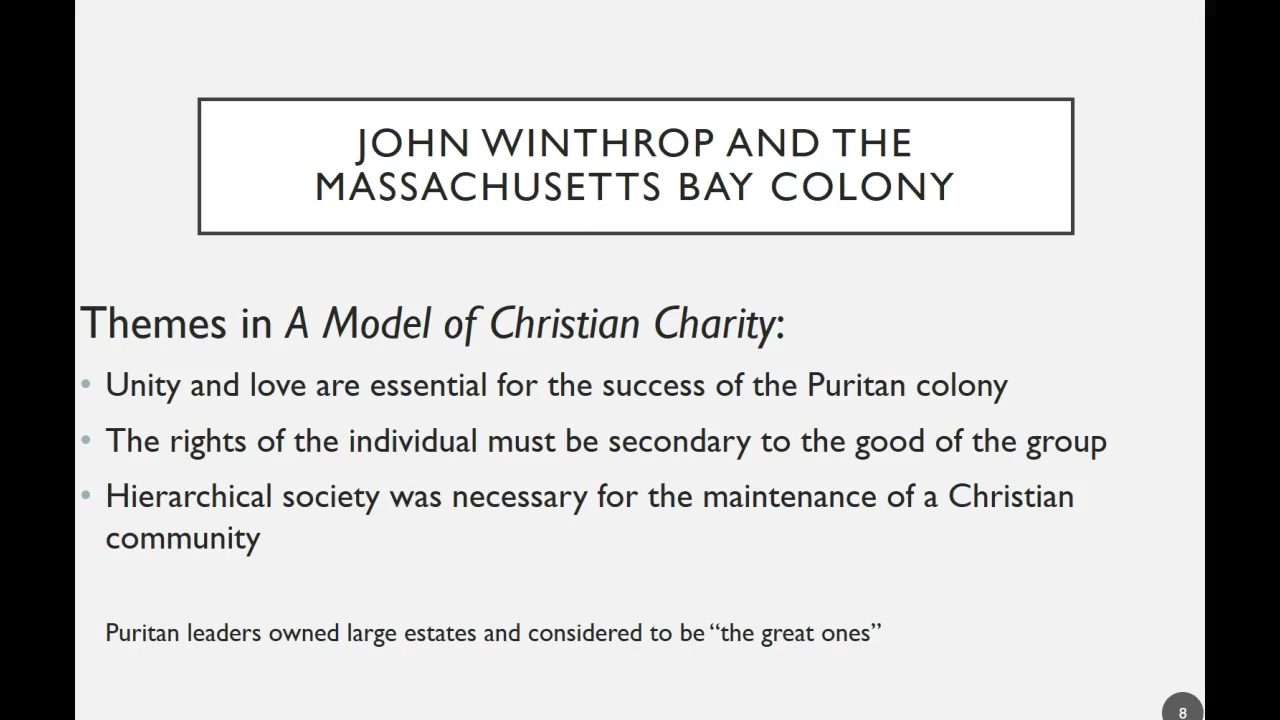 JOHN WINTHROP AND THE
MASSACHUSETTS BAY COLONY
Themes in A Model of Christian Charity:
• Unity and love are essential for the success of the Puritan colony
• The rights of the individual must be secondary to the good of the group
• Hierarchical society was necessary for the maintenance of a Christian
community
Puritan leaders owned large estates and considered to be “the great ones”
8